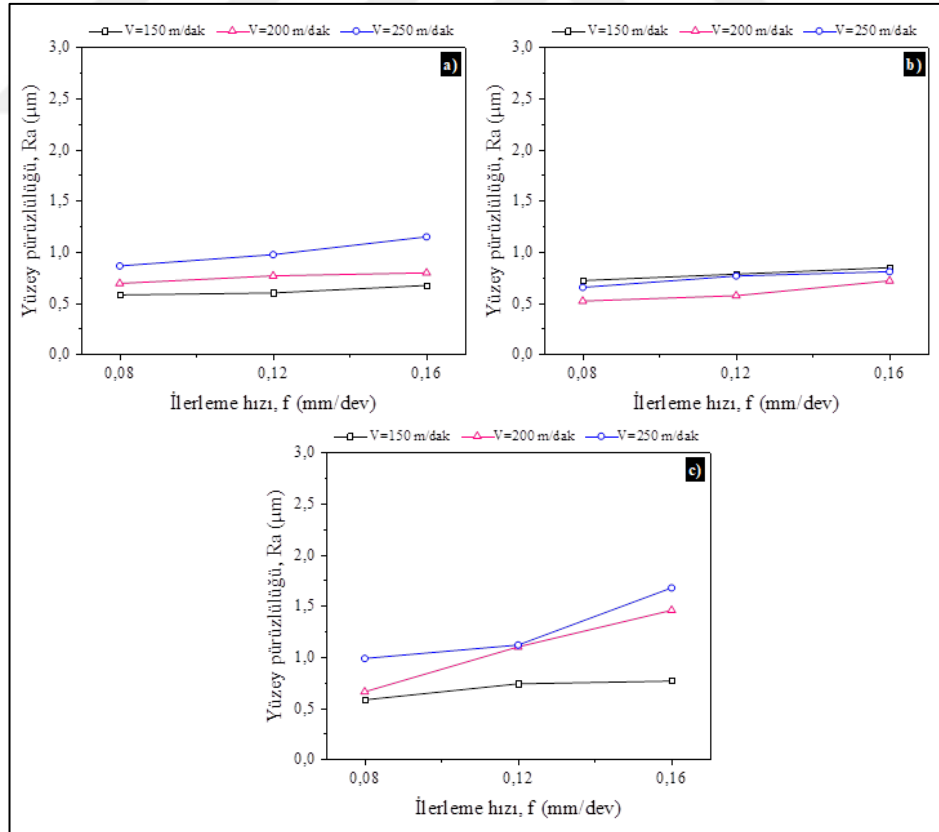 V=150 m/dak V=200 m/dak V=250 m/dak
a)
3,0
2,5
2,0
1,5
1,0
0,5
0,0
Yüzey pürüzlülüğü, Ra (µm)
0,08 0,12 0,16
İlerleme hızı, f (mm/dev)
V=150 m/dak V=200 m/dak V=250 m/dak
b)
3,0
2,5
2,0
1,5
1,0
0,5
0,0
Yüzey pürüzlülüğü, Ra (µm)
0,08 0,12 0,16
İlerleme hızı, f (mm/dev)
V=150 m/dak V=200 m/dak V=250 m/dak
c)
3,0
2,5
2,0
1,5
1,0
0,5
0,0
Yüzey pürüzlülüğü, Ra (µm)
0,08 0,12 0,16
İlerleme hızı, f (mm/dev)